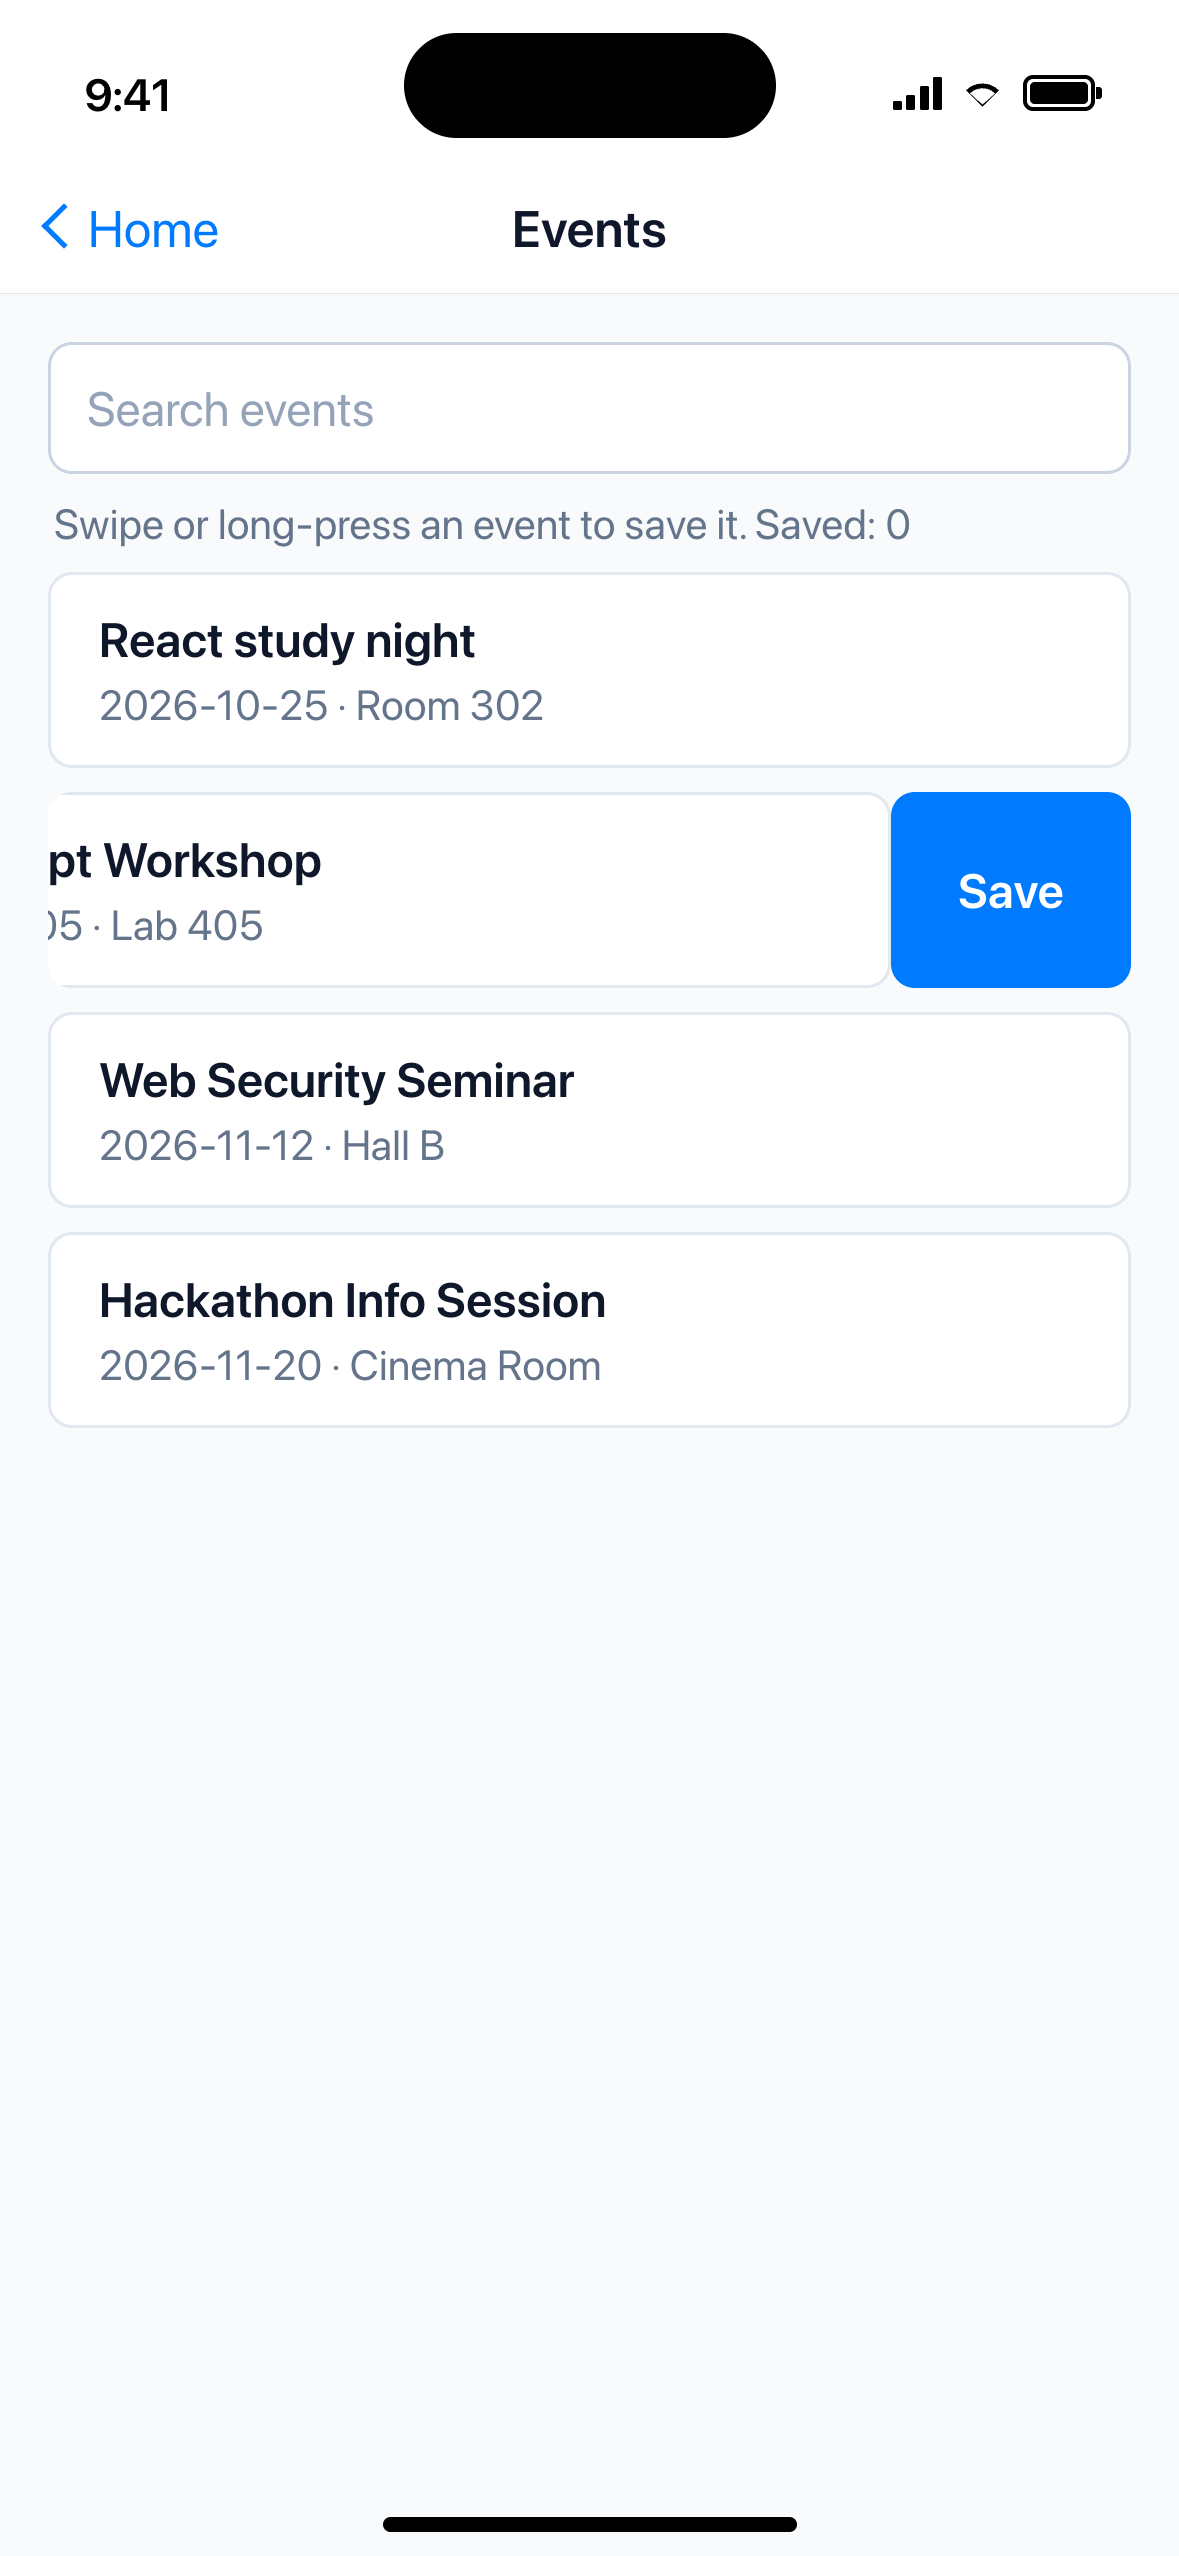 9:41
Home
Events
Search events
Swipe or long-press an event to save it. Saved: 0
React study night
2026-10-25 · Room 302
pt Workshop
05 · Lab 405
Save
Web Security Seminar
2026-11-12 · Hall B
Hackathon Info Session
2026-11-20 · Cinema Room